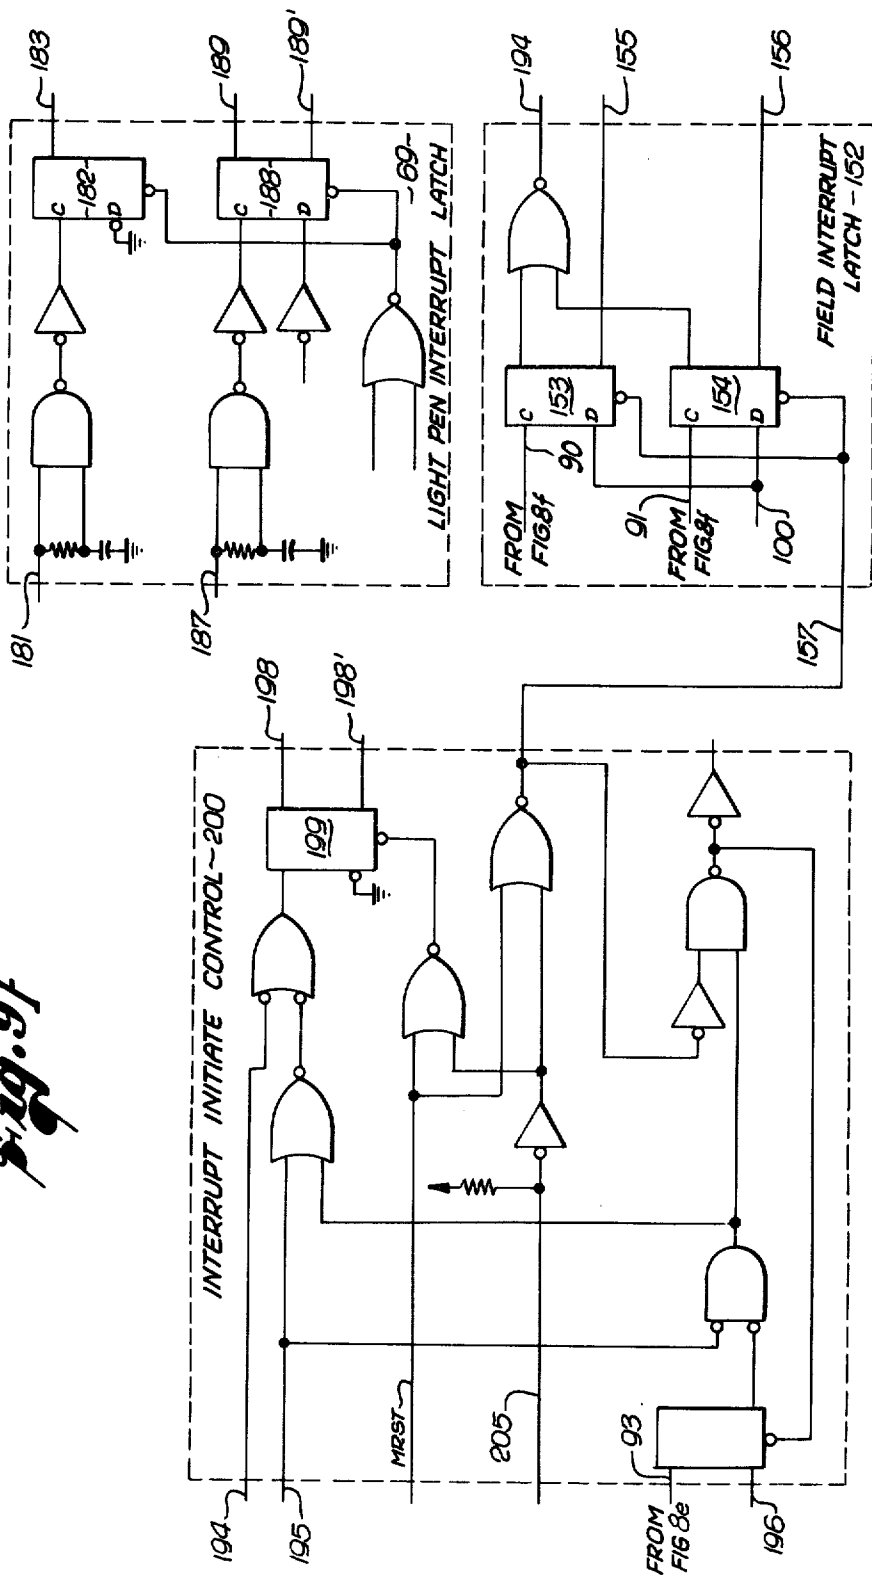 Fig. 9f
INTERRUPT INITIATE CONTROL~200
194
195
MRST
205
FROM
FIG 8e
93
196
199
198
198'
157
181
187
C
-182-
D
183
C
-188-
D
189
189'
69
LIGHT PEN INTERRUPT LATCH
FROM
FIG.8f
90
C
153
D
FROM
FIG.8f
91
C
154
D
100
194
155
156
FIELD INTERRUPT
LATCH-152